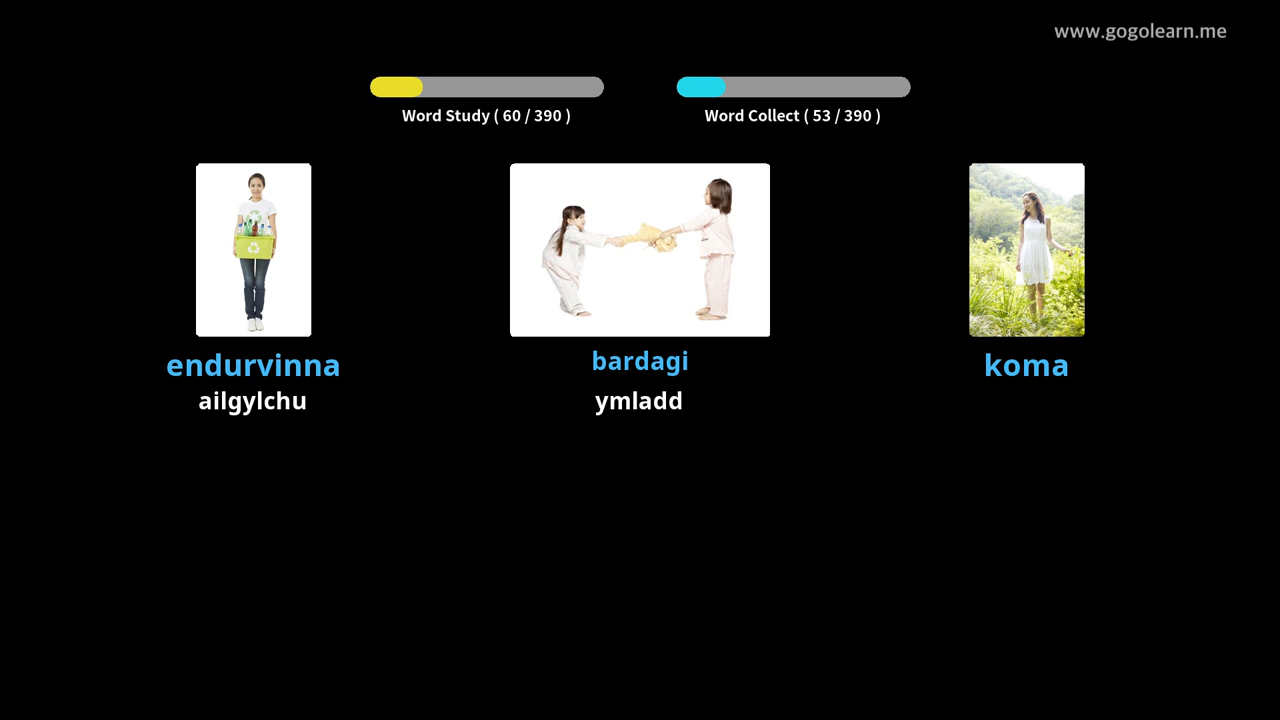 www.gogolearn.me
Word Study ( 60 / 390 )
Word Collect ( 53 / 390 )
endurvinna
ailgylchu
bardagi
ymladd
koma